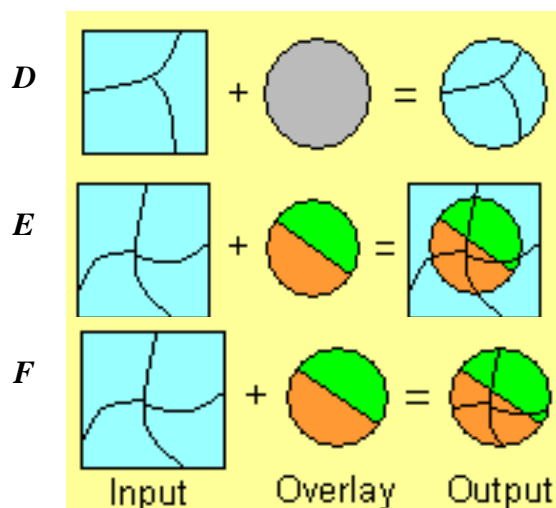 D + =
E + =
F + =
Input Overlay Output